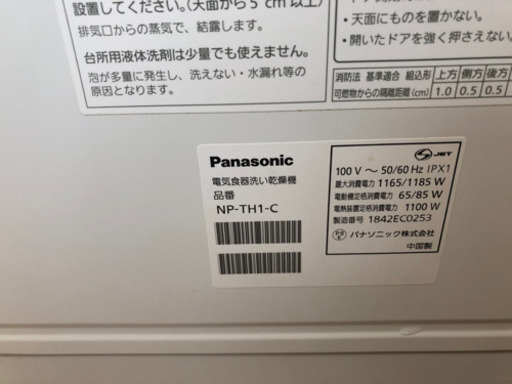 設置してください。(天面から5cm以上)
排気口からの蒸気で、結露します。
台所用液体洗剤は少量でも使えません。
泡が多量に発生し、洗えない・水漏れ等の
原因となります。
・天面にものを置かない。
・開いたドアを強く押さえない。
消防法 基準適合 組込形 上方 側方 後方
可燃物からの隔離距離(cm) 1.0 0.5 0.5
Panasonic
電気食器洗い乾燥機
品番
NP-TH1-C
S JET
100 V ~ 50/60 Hz IPX1
最大消費電力 1165/1185 W
電動機定格消費電力 65/85 W
電熱装置定格消費電力 1100 W
製造番号 1842EC0253
PSE パナソニック株式会社
中国製